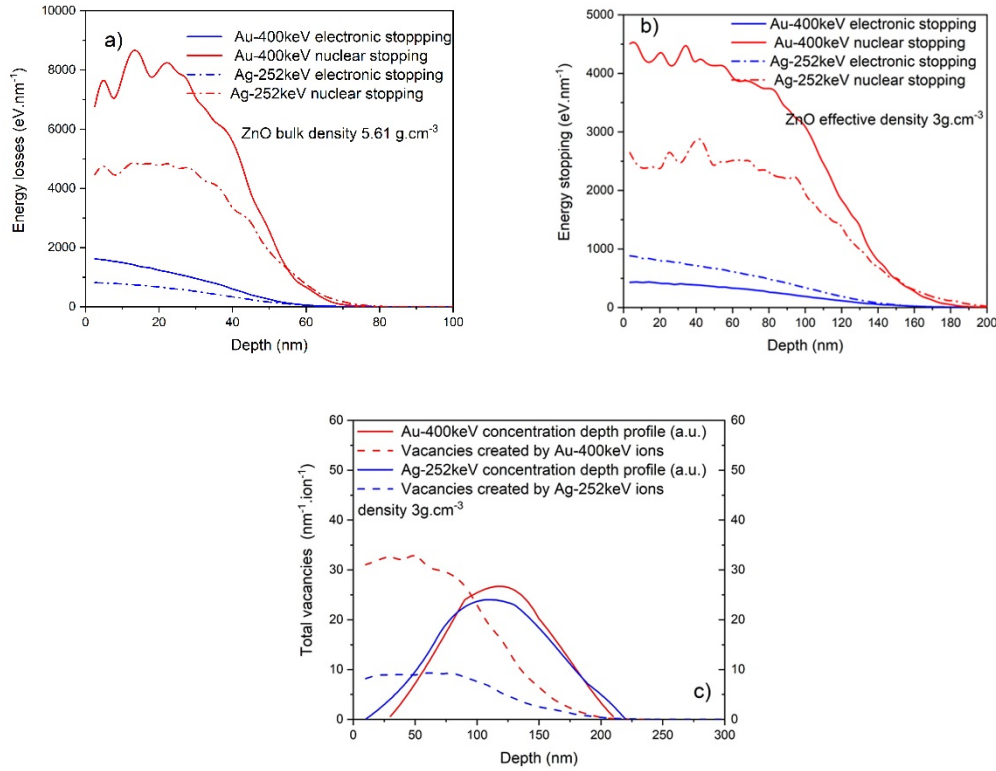 a)
Au-400keV electronic stoppping
Au-400keV nuclear stopping
Ag-252keV electronic stopping
Ag-252keV nuclear stopping
ZnO bulk density 5.61 g.cm⁻³
Energy losses (eV.nm⁻¹)
10000
8000
6000
4000
2000
0
0 20 40 60 80 100
Depth (nm)
b)
Au-400keV electronic stopping
Au-400keV nuclear stopping
Ag-252keV electronic stopping
Ag-252keV nuclear stopping
ZnO effective density 3g.cm⁻³
Energy stopping (eV.nm⁻¹)
5000
4000
3000
2000
1000
0
0 20 40 60 80 100 120 140 160 180 200
Depth (nm)
Au-400keV concentration depth profile (a.u.)
Vacancies created by Au-400keV ions
Ag-252keV concentration depth profile (a.u.)
Vacancies created by Ag-252keV ions
density 3g.cm⁻³
Total vacancies (nm⁻¹.ion⁻¹)
60 60
50 50
40 40
30 30
20 20
10 10
0 0
c)
0 50 100 150 200 250 300
Depth (nm)